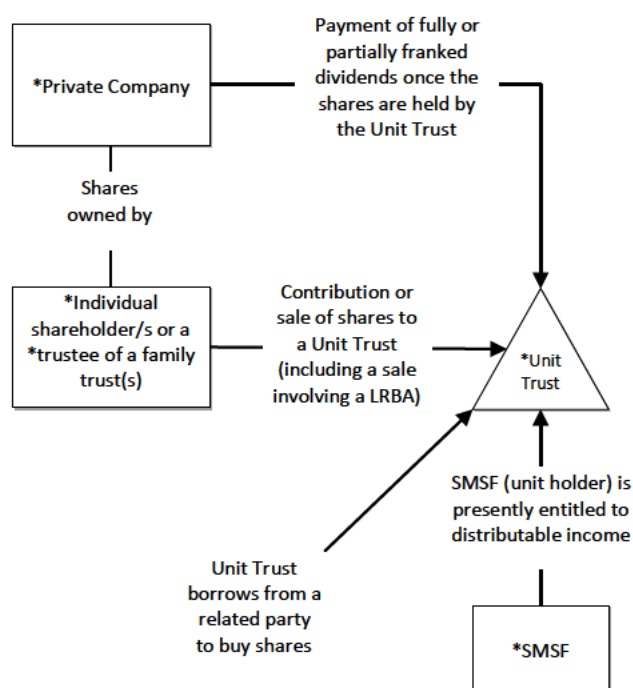 *Private Company
Payment of fully or
partially franked
dividends once the
shares are held by
the Unit Trust
Shares
owned by
*Individual
shareholder/s or a
*trustee of a family
trust(s)
Contribution or
sale of shares to
a Unit Trust
(including a sale
involving a LRBA)
*Unit
Trust
SMSF (unit holder) is
presently entitled to
distributable income
Unit Trust
borrows from a
related party
to buy shares
*SMSF